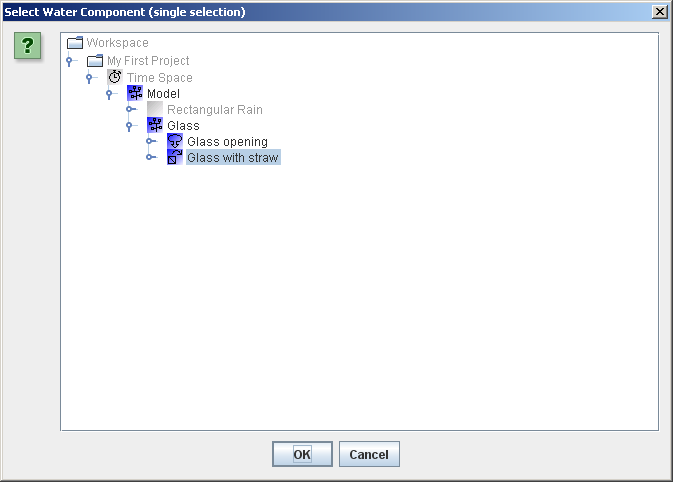 Select Water Component (single selection)
?
Workspace
My First Project
Time Space
Model
Rectangular Rain
Glass
Glass opening
Glass with straw
OK
Cancel